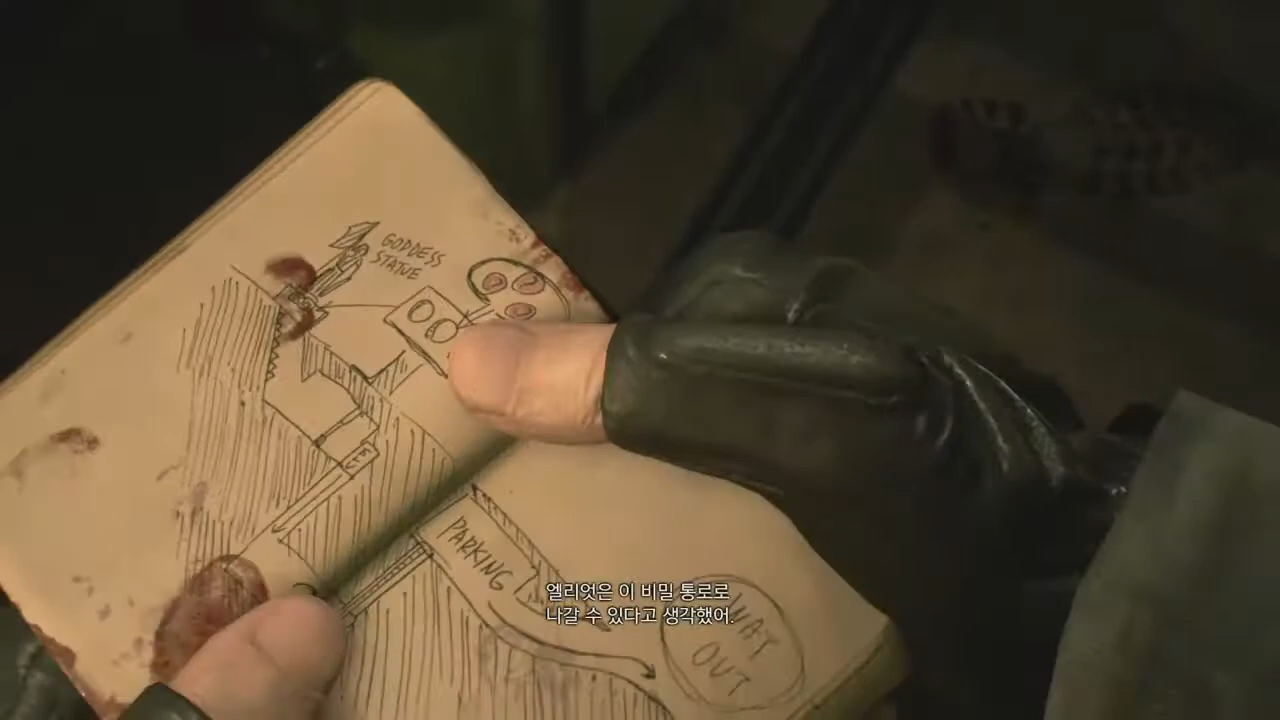 GODDESS
STATUE
PARKING
WAY
OUT
엘리엇은 이 비밀 통로로
나갈 수 있다고 생각했어.